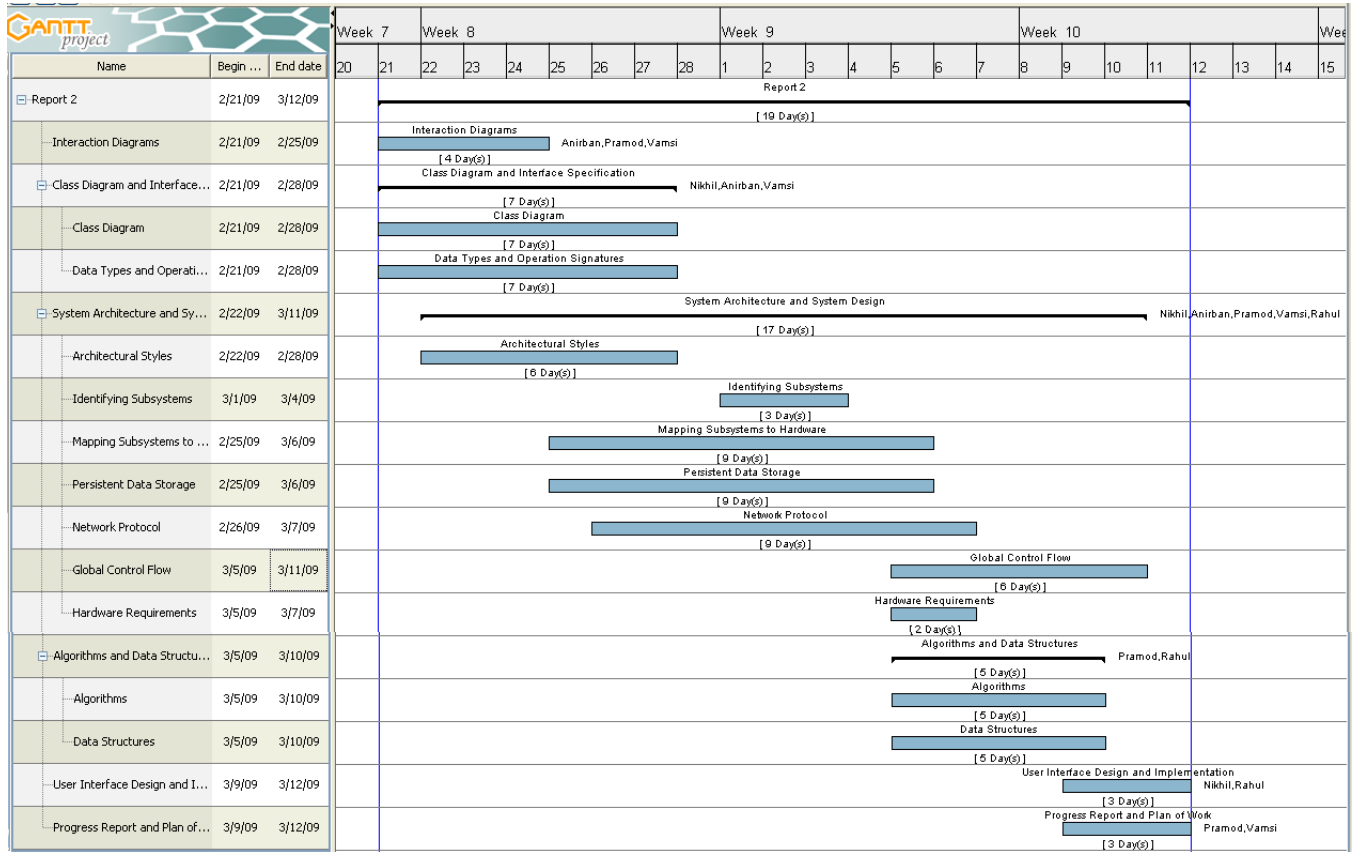 GANTT
project
Week 7 Week 8 Week 9 Week 10 Wee
Name Begin ... End date 20 21 22 23 24 25 26 27 28 1 2 3 4 5 6 7 8 9 10 11 12 13 14 15
Report 2
Report 2 2/21/09 3/12/09
[ 19 Day(s) ]
Interaction Diagrams
Interaction Diagrams 2/21/09 2/25/09 Anirban,Pramod,Vamsi
[ 4 Day(s) ]
Class Diagram and Interface Specification
Class Diagram and Interface... 2/21/09 2/28/09 Nikhil,Anirban,Vamsi
[ 7 Day(s) ]
Class Diagram
Class Diagram 2/21/09 2/28/09
[ 7 Day(s) ]
Data Types and Operation Signatures
Data Types and Operati... 2/21/09 2/28/09
[ 7 Day(s) ]
System Architecture and System Design
System Architecture and Sy... 2/22/09 3/11/09 Nikhil,Anirban,Pramod,Vamsi,Rahul
[ 17 Day(s) ]
Architectural Styles
Architectural Styles 2/22/09 2/28/09
[ 6 Day(s) ]
Identifying Subsystems
Identifying Subsystems 3/1/09 3/4/09
[ 3 Day(s) ]
Mapping Subsystems to Hardware
Mapping Subsystems to ... 2/25/09 3/6/09
[ 9 Day(s) ]
Persistent Data Storage
Persistent Data Storage 2/25/09 3/6/09
[ 9 Day(s) ]
Network Protocol
Network Protocol 2/26/09 3/7/09
[ 9 Day(s) ]
Global Control Flow
Global Control Flow 3/5/09 3/11/09
[ 6 Day(s) ]
Hardware Requirements
Hardware Requirements 3/5/09 3/7/09
[ 2 Day(s) ]
Algorithms and Data Structures
Algorithms and Data Structu... 3/5/09 3/10/09 Pramod,Rahul
[ 5 Day(s) ]
Algorithms
Algorithms 3/5/09 3/10/09
[ 5 Day(s) ]
Data Structures
Data Structures 3/5/09 3/10/09
[ 5 Day(s) ]
User Interface Design and Implementation
User Interface Design and I... 3/9/09 3/12/09 Nikhil,Rahul
[ 3 Day(s) ]
Progress Report and Plan of Work
Progress Report and Plan of... 3/9/09 3/12/09 Pramod,Vamsi
[ 3 Day(s) ]